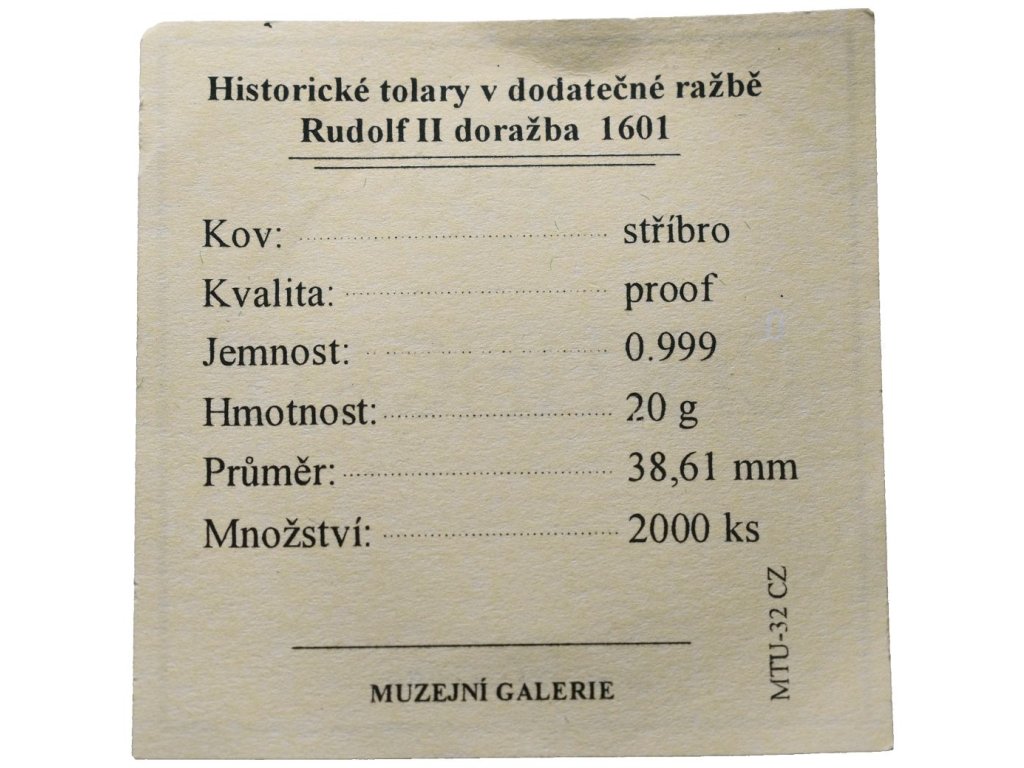 Historické tolary v dodatečné ražbě
Rudolf II doražba 1601
Kov: stříbro
Kvalita: proof
Jemnost: 0.999
Hmotnost: 20 g
Průměr: 38,61 mm
Množství: 2000 ks
MTU-32 CZ
MUZEJNÍ GALERIE